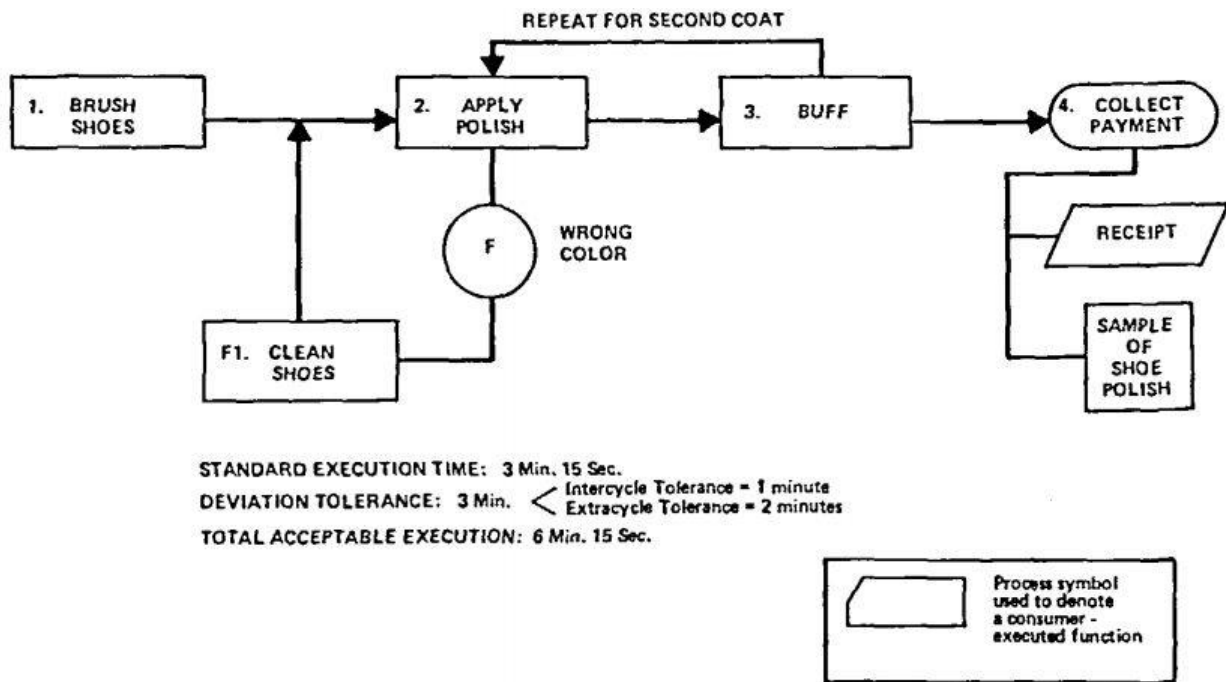 REPEAT FOR SECOND COAT
1. BRUSH
SHOES
2. APPLY
POLISH
3. BUFF
4. COLLECT
PAYMENT
F
WRONG
COLOR
RECEIPT
F1. CLEAN
SHOES
SAMPLE
OF
SHOE
POLISH
STANDARD EXECUTION TIME: 3 Min. 15 Sec.
DEVIATION TOLERANCE: 3 Min.
Intercycle Tolerance = 1 minute
Extracycle Tolerance = 2 minutes
TOTAL ACCEPTABLE EXECUTION: 6 Min. 15 Sec.
Process symbol
used to denote
a consumer -
executed function